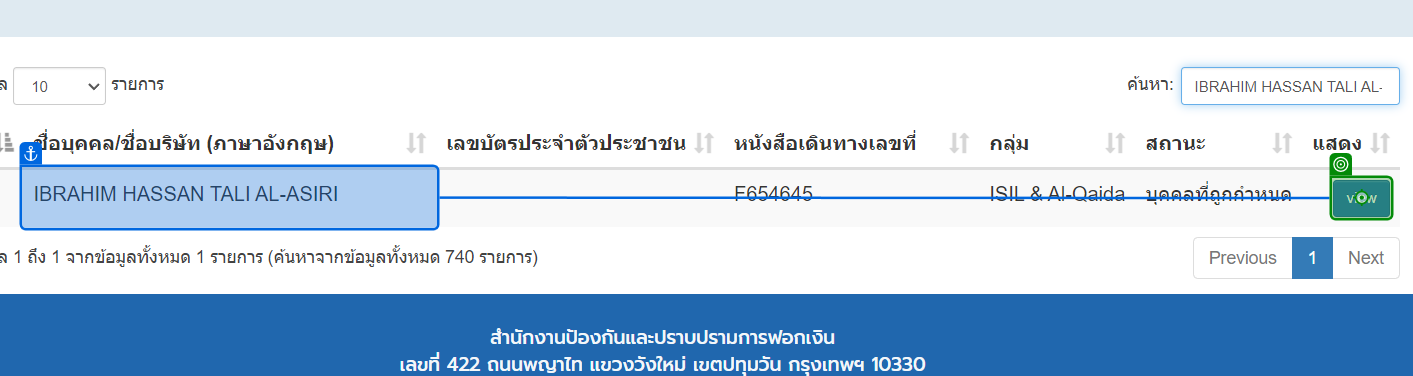 ล 10 รายการ ค้นหา: IBRAHIM HASSAN TALI AL-
ชื่อบุคคล/ชื่อบริษัท (ภาษาอังกฤษ) เลขบัตรประจำตัวประชาชน หนังสือเดินทางเลขที่ กลุ่ม สถานะ แสดง
IBRAHIM HASSAN TALI AL-ASIRI F654645 ISIL & Al-Qaida บุคคลที่ถูกกำหนด view
ล 1 ถึง 1 จากข้อมูลทั้งหมด 1 รายการ (ค้นหาจากข้อมูลทั้งหมด 740 รายการ) Previous 1 Next
สำนักงานป้องกันและปราบปรามการฟอกเงิน
เลขที่ 422 ถนนพญาไท แขวงวังใหม่ เขตปทุมวัน กรุงเทพฯ 10330